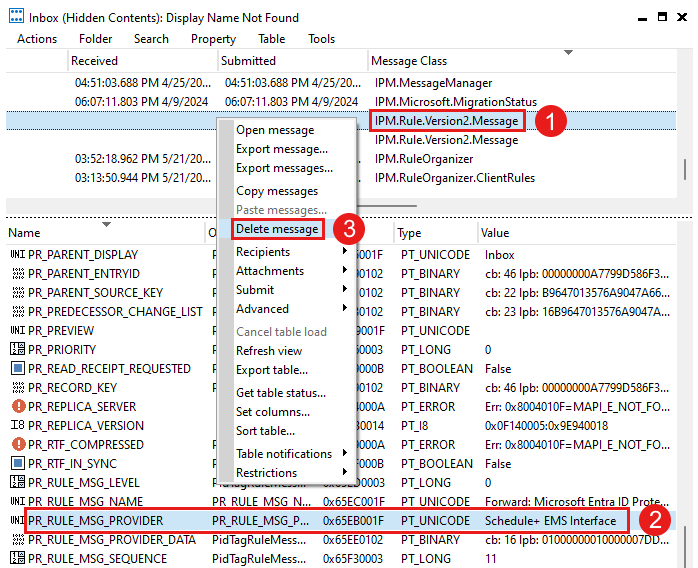 Inbox (Hidden Contents): Display Name Not Found
Actions Folder Search Property Table Tools
Received Submitted Message Class
04:51:03.688 PM 4/25/20... 04:51:03.688 PM 4/25/20... IPM.MessageManager
06:07:11.803 PM 4/9/2024 06:07:11.803 PM 4/9/2024 IPM.Microsoft.MigrationStatus
IPM.Rule.Version2.Message 1
Open message IPM.Rule.Version2.Message
Export message...
03:52:18.962 PM 5/21/20... IPM.RuleOrganizer
Export messages...
03:13:50.944 PM 5/21/20... IPM.RuleOrganizer.ClientRules
Copy messages
Paste messages...
Delete message 3
Name Type Value
PR_PARENT_DISPLAY 001F PT_UNICODE Inbox
Recipients
PR_PARENT_ENTRYID 0102 PT_BINARY cb: 46 lpb: 00000000A7799D586F3...
Attachments
PR_PARENT_SOURCE_KEY 0102 PT_BINARY cb: 22 lpb: B9647013576A9047A66...
Submit
PR_PREDECESSOR_CHANGE_LIST 0102 PT_BINARY cb: 23 lpb: 16B9647013576A9047A...
Advanced
PR_PREVIEW 001F PT_UNICODE
Cancel table load
PR_PRIORITY 0003 PT_LONG 0
Refresh view
PR_READ_RECEIPT_REQUESTED 000B PT_BOOLEAN False
Export table...
PR_RECORD_KEY 0102 PT_BINARY cb: 46 lpb: 00000000A7799D586F3...
Get table status...
PR_REPLICA_SERVER 000A PT_ERROR Err: 0x8004010F=MAPI_E_NOT_FO...
Set columns...
PR_REPLICA_VERSION 0014 PT_I8 0x0F140005:0x9E940018
Sort table...
PR_RTF_COMPRESSED 000A PT_ERROR Err: 0x8004010F=MAPI_E_NOT_FO...
Table notifications
PR_RTF_IN_SYNC 000B PT_BOOLEAN False
Restrictions
PR_RULE_MSG_LEVEL PidTagRuleMess... 0x65ED0003 PT_LONG 0
PR_RULE_MSG_NAME PR_RULE_MSG_N... 0x65EC001F PT_UNICODE Forward: Microsoft Entra ID Prote...
PR_RULE_MSG_PROVIDER PR_RULE_MSG_P... 0x65EB001F PT_UNICODE Schedule+ EMS Interface 2
PR_RULE_MSG_PROVIDER_DATA PidTagRuleMess... 0x65EE0102 PT_BINARY cb: 16 lpb: 01000000010000007DD...
PR_RULE_MSG_SEQUENCE PidTagRuleMess... 0x65F30003 PT_LONG 11